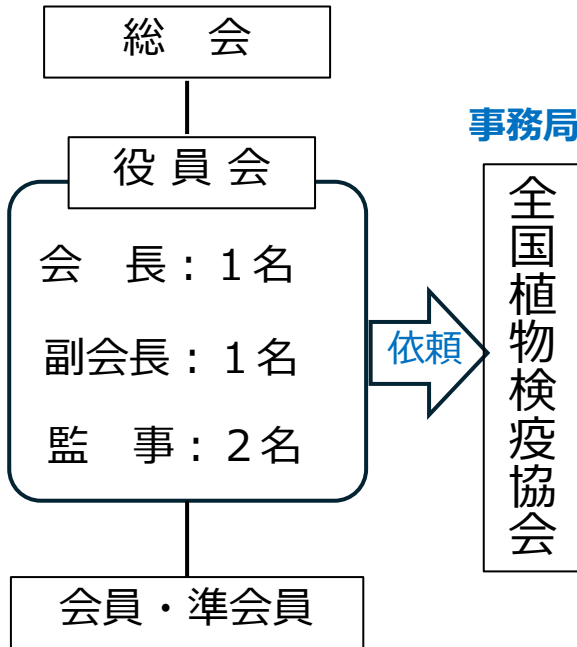 総　会
役 員 会
会　長：１名
副会長：１名
監　事：２名
会員・準会員
依頼
事務局
全国植物検疫協会